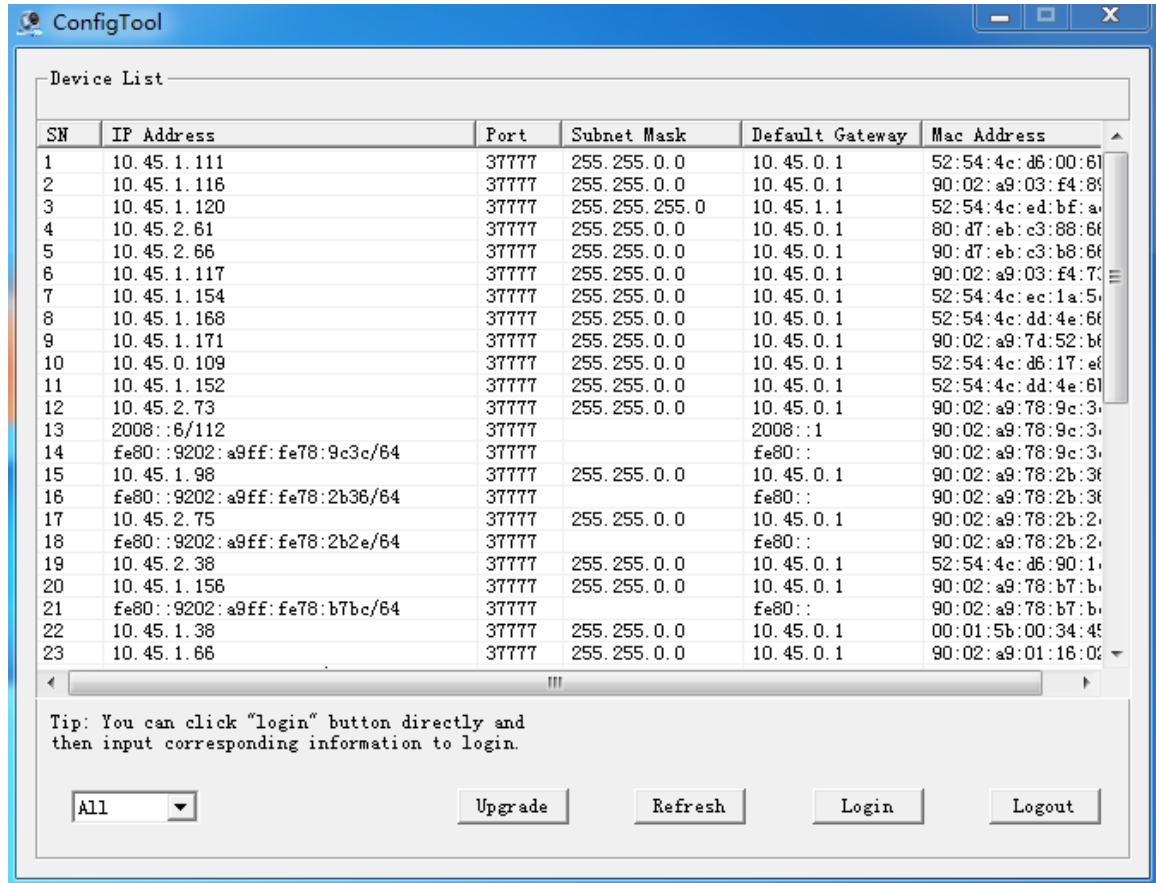 ConfigTool
Device List
SN IP Address Port Subnet Mask Default Gateway Mac Address
1 10.45.1.111 37777 255.255.0.0 10.45.0.1 52:54:4c:d6:00:61
2 10.45.1.116 37777 255.255.0.0 10.45.0.1 90:02:a9:03:f4:89
3 10.45.1.120 37777 255.255.255.0 10.45.1.1 52:54:4c:ed:bf:
4 10.45.2.61 37777 255.255.0.0 10.45.0.1 80:d7:eb:c3:88:66
5 10.45.2.66 37777 255.255.0.0 10.45.0.1 90:d7:eb:c3:b8:66
6 10.45.1.117 37777 255.255.0.0 10.45.0.1 90:02:a9:03:f4:73
7 10.45.1.154 37777 255.255.0.0 10.45.0.1 52:54:4c:ec:1a:5
8 10.45.1.168 37777 255.255.0.0 10.45.0.1 52:54:4c:dd:4e:66
9 10.45.1.171 37777 255.255.0.0 10.45.0.1 90:02:a9:7d:52:b6
10 10.45.0.109 37777 255.255.0.0 10.45.0.1 52:54:4c:d6:17:e8
11 10.45.1.152 37777 255.255.0.0 10.45.0.1 52:54:4c:dd:4e:61
12 10.45.2.73 37777 255.255.0.0 10.45.0.1 90:02:a9:78:9c:3
13 2008::6/112 37777 2008::1 90:02:a9:78:9c:3
14 fe80::9202:a9ff:fe78:9c3c/64 37777 fe80:: 90:02:a9:78:9c:3
15 10.45.1.98 37777 255.255.0.0 10.45.0.1 90:02:a9:78:2b:36
16 fe80::9202:a9ff:fe78:2b36/64 37777 fe80:: 90:02:a9:78:2b:36
17 10.45.2.75 37777 255.255.0.0 10.45.0.1 90:02:a9:78:2b:2
18 fe80::9202:a9ff:fe78:2b2e/64 37777 fe80:: 90:02:a9:78:2b:2
19 10.45.2.38 37777 255.255.0.0 10.45.0.1 52:54:4c:d6:90:1
20 10.45.1.156 37777 255.255.0.0 10.45.0.1 90:02:a9:78:b7:b
21 fe80::9202:a9ff:fe78:b7bc/64 37777 fe80:: 90:02:a9:78:b7:b
22 10.45.1.38 37777 255.255.0.0 10.45.0.1 00:01:5b:00:34:45
23 10.45.1.66 37777 255.255.0.0 10.45.0.1 90:02:a9:01:16:02
Tip: You can click "login" button directly and
then input corresponding information to login.
All Upgrade Refresh Login Logout